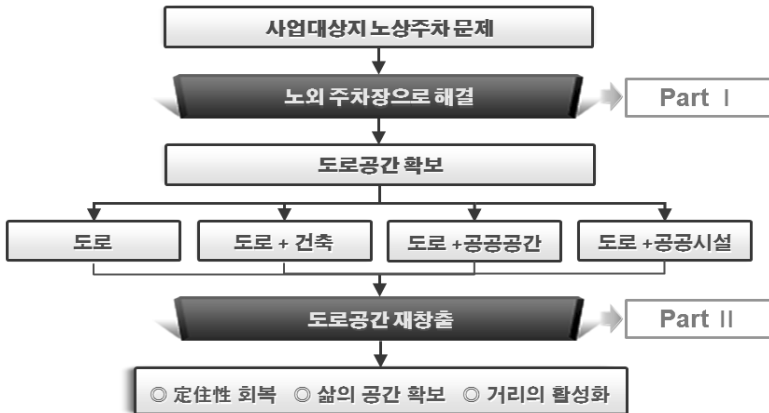 사업대상지 노상주차 문제
노외 주차장으로 해결
Part Ⅰ
도로공간 확보
도로
도로 + 건축
도로 +공공공간
도로 +공공시설
도로공간 재창출
Part Ⅱ
◎ 定住性 회복 ◎ 삶의 공간 확보 ◎ 거리의 활성화